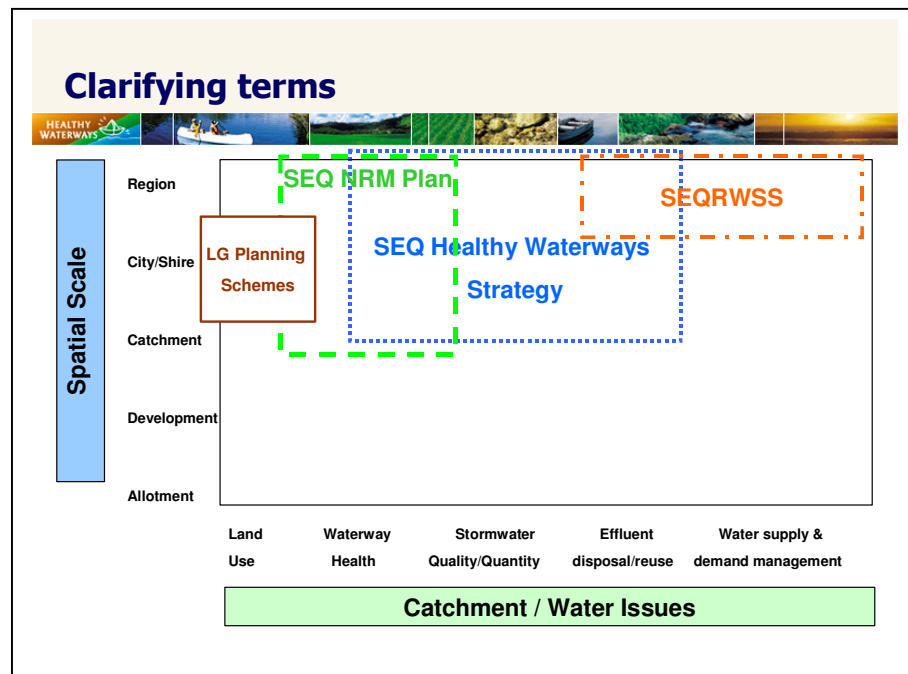 Clarifying terms
HEALTHY
WATERWAYS
Region
City/Shire
Catchment
Development
Allotment
Spatial Scale
SEQ NRM Plan
SEQRWSS
LG Planning
Schemes
SEQ Healthy Waterways
Strategy
Land
Use
Waterway
Health
Stormwater
Quality/Quantity
Effluent
disposal/reuse
Water supply &
demand management
Catchment / Water Issues